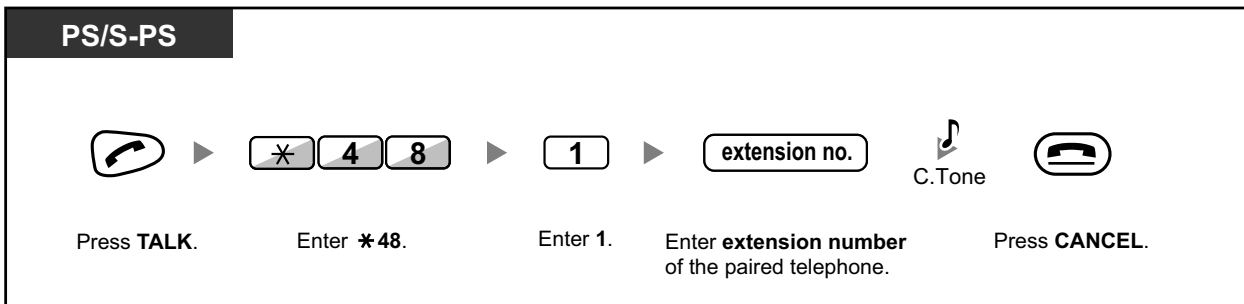 PS/S-PS
✳ 4 8
1
extension no.
C.Tone
Press TALK.
Enter ✳48.
Enter 1.
Enter extension number
of the paired telephone.
Press CANCEL.